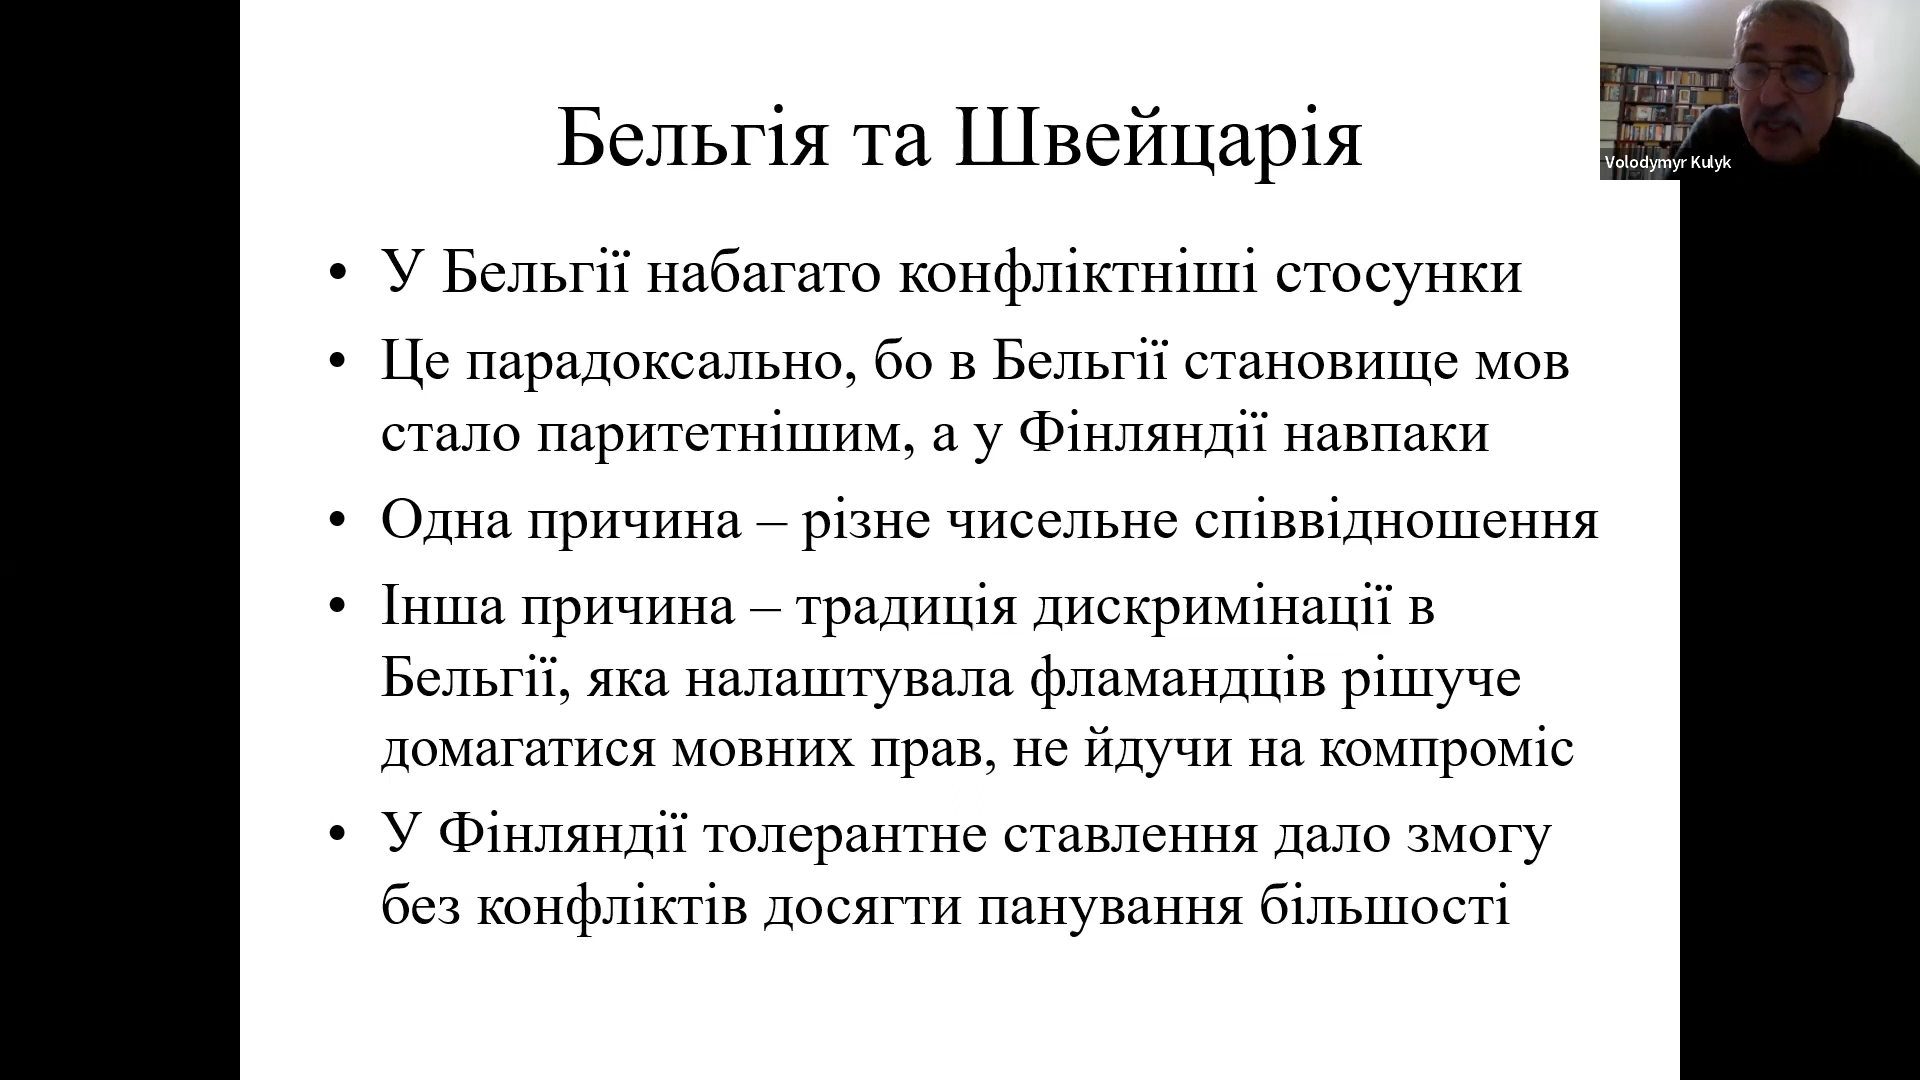 Бельгія та Швейцарія
Volodymyr Kulyk
• У Бельгії набагато конфліктніші стосунки
• Це парадоксально, бо в Бельгії становище мов
стало паритетнішим, а у Фінляндії навпаки
• Одна причина – різне чисельне співвідношення
• Інша причина – традиція дискримінації в
Бельгії, яка налаштувала фламандців рішуче
домагатися мовних прав, не йдучи на компроміс
• У Фінляндії толерантне ставлення дало змогу
без конфліктів досягти панування більшості